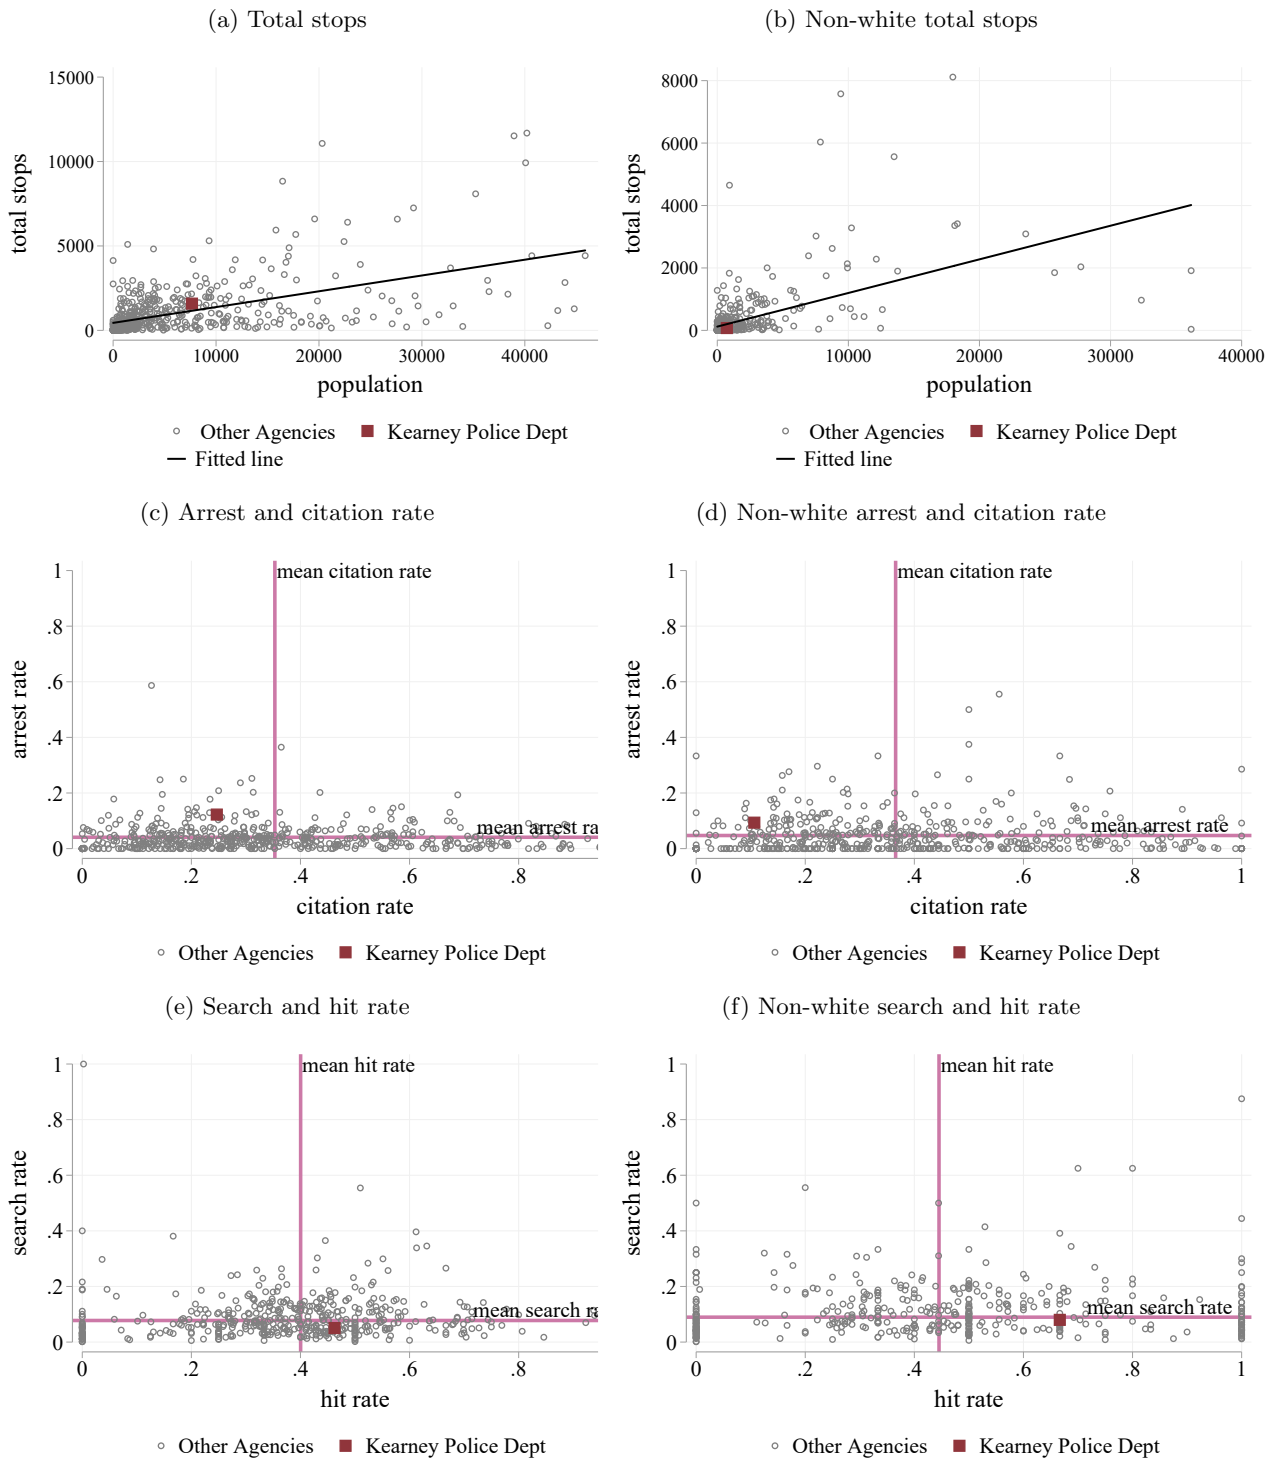 (a) Total stops
(b) Non-white total stops
15000
10000
5000
0
total stops
0 10000 20000 30000 40000
population
Other Agencies Kearney Police Dept
Fitted line
8000
6000
4000
2000
0
total stops
0 10000 20000 30000 40000
population
Other Agencies Kearney Police Dept
Fitted line
(c) Arrest and citation rate
(d) Non-white arrest and citation rate
mean citation rate
1
.8
.6
.4
.2
0
arrest rate
mean arrest ra
0 .2 .4 .6 .8
citation rate
Other Agencies Kearney Police Dept
mean citation rate
1
.8
.6
.4
.2
0
arrest rate
mean arrest rate
0 .2 .4 .6 .8 1
citation rate
Other Agencies Kearney Police Dept
(e) Search and hit rate
(f) Non-white search and hit rate
mean hit rate
1
.8
.6
.4
.2
0
search rate
mean search ra
0 .2 .4 .6 .8
hit rate
Other Agencies Kearney Police Dept
mean hit rate
1
.8
.6
.4
.2
0
search rate
mean search rate
0 .2 .4 .6 .8 1
hit rate
Other Agencies Kearney Police Dept